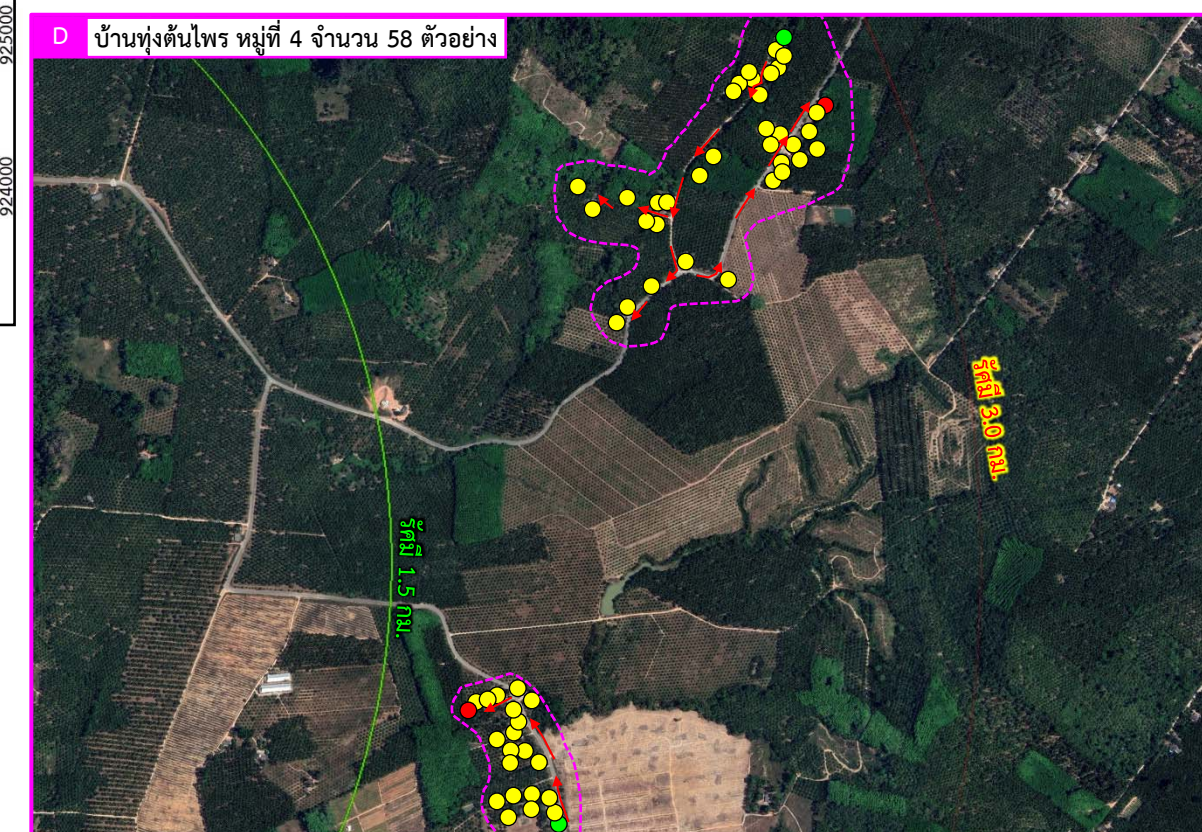 925000
924000
D บ้านทุ่งต้นไพร หมู่ที่ 4 จำนวน 58 ตัวอย่าง
รัศมี 3.0 กม.
รัศมี 1.5 กม.